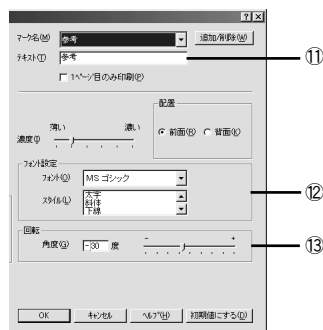 マーク名(M) 参考 追加/削除(W)
テキスト(T) 参考
⑪
1ページ目のみ印刷(P)
配置
薄い 濃い
濃度(I)
前面(R) 背面(K)
フォント設定
フォント(O) MS ゴシック
スタイル(L) 太字
斜体
下線
⑫
回転
角度(G) -30 度 - +
⑬
OK キャンセル ヘルプ(H) 初期値にする(D)